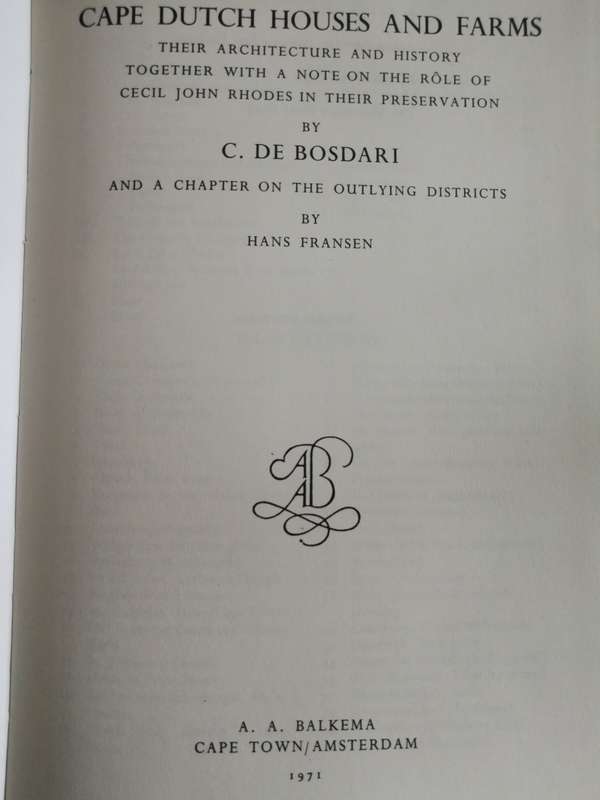 CAPE DUTCH HOUSES AND FARMS
THEIR ARCHITECTURE AND HISTORY
TOGETHER WITH A NOTE ON THE RÔLE OF
CECIL JOHN RHODES IN THEIR PRESERVATION
BY
C. DE BOSDARI
AND A CHAPTER ON THE OUTLYING DISTRICTS
BY
HANS FRANSEN
AAB
A. A. BALKEMA
CAPE TOWN/AMSTERDAM
1971